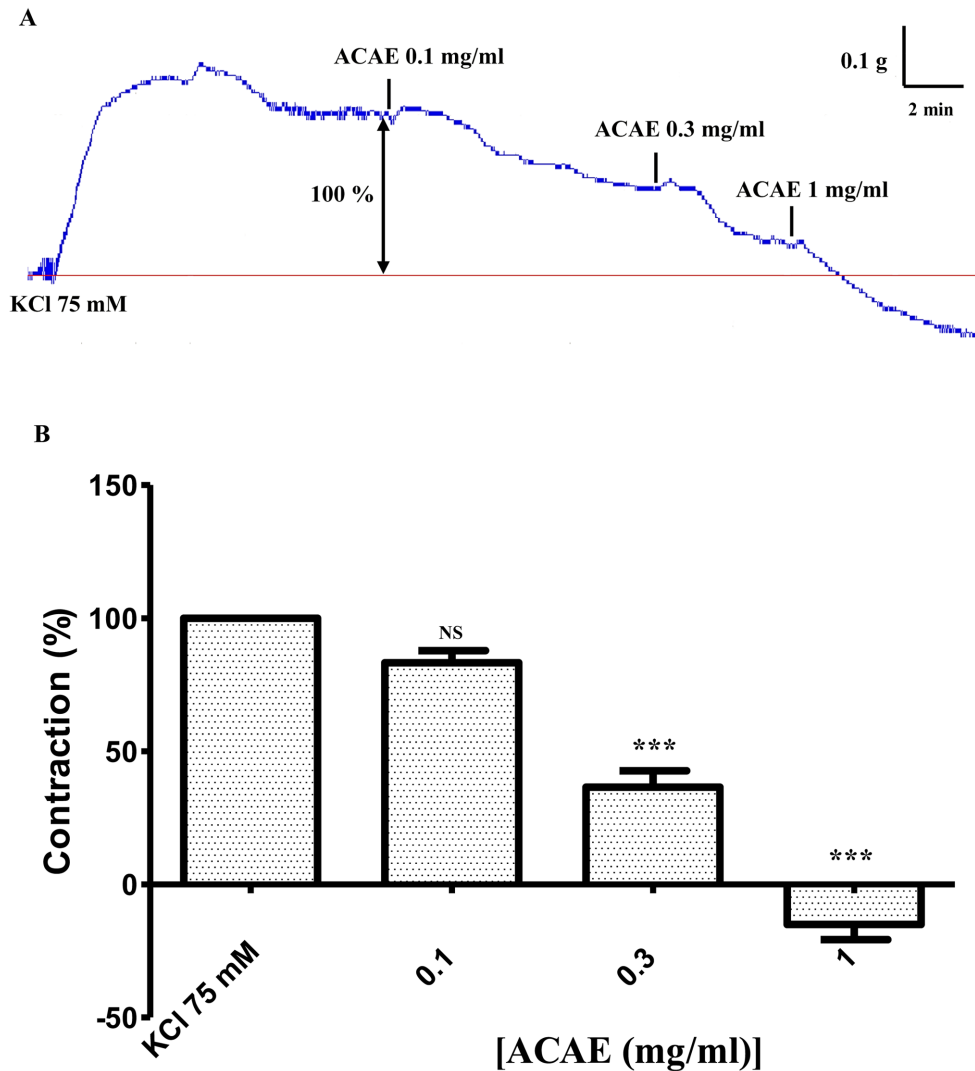 A
ACAE 0.1 mg/ml
0.1 g
2 min
ACAE 0.3 mg/ml
ACAE 1 mg/ml
100 %
KCl 75 mM
B
150
100
50
0
-50
Contraction (%)
NS
***
***
KCl 75 mM
0.1
0.3
1
[ACAE (mg/ml)]